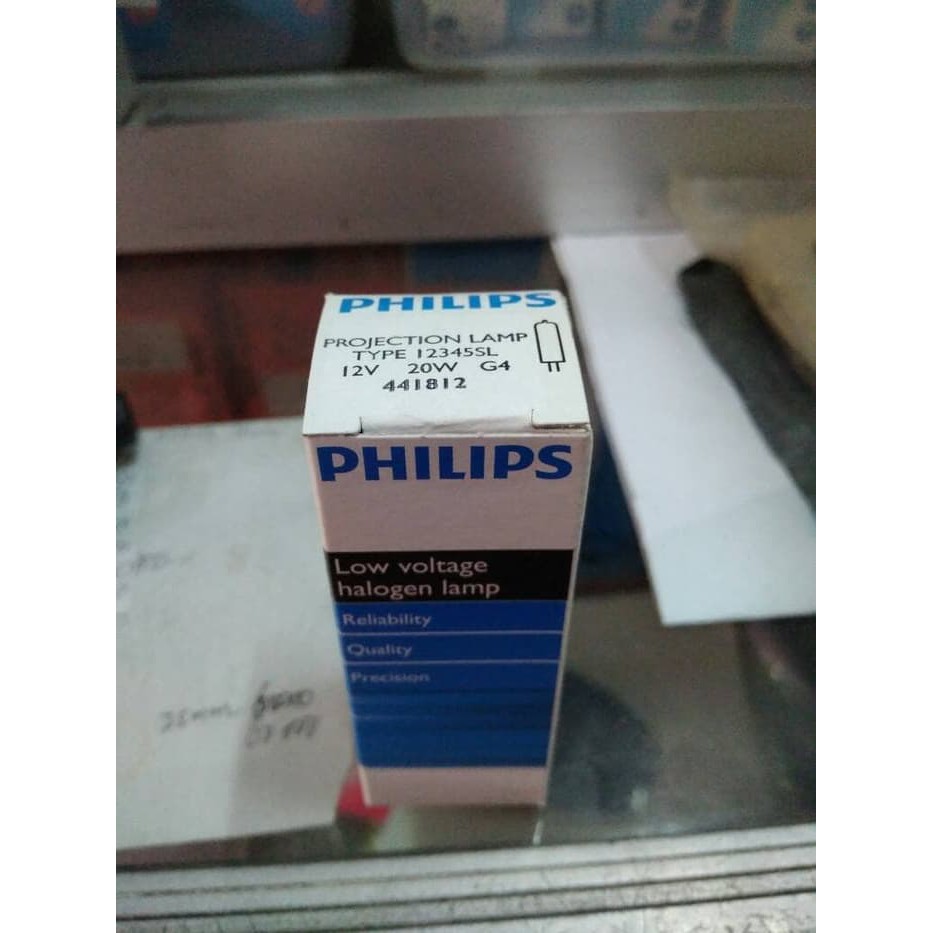 PHILIPS
PROJECTION LAMP
TYPE 12345SL
12V 20W G4
441812
PHILIPS
Low voltage
halogen lamp
Reliability
Quality
Precision